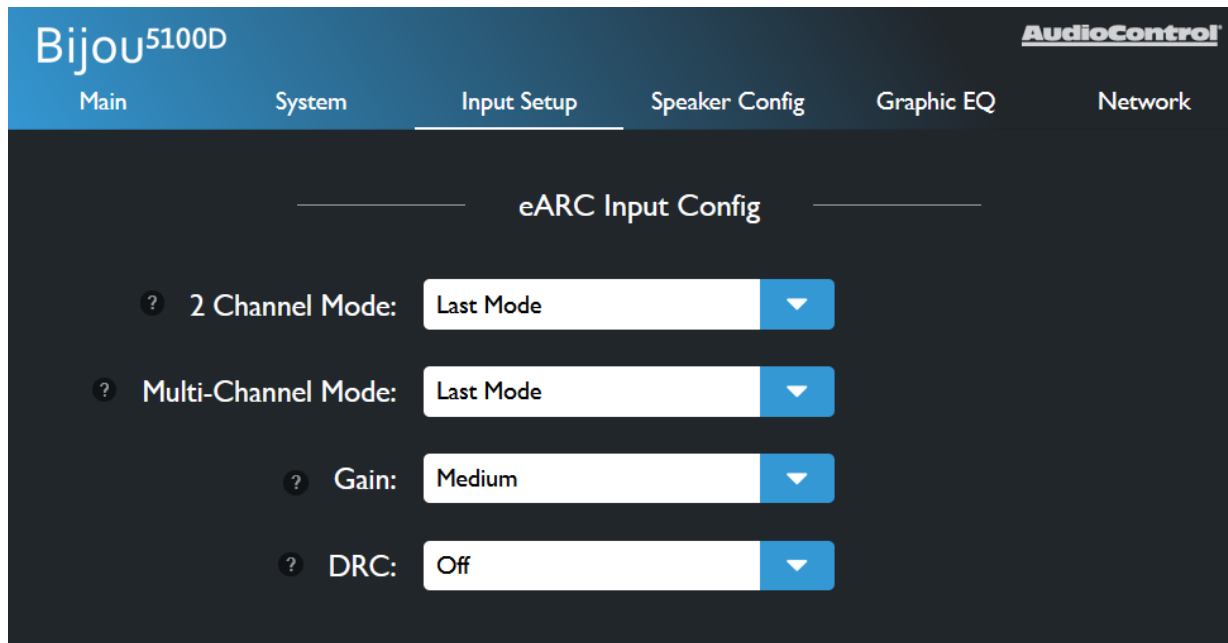 Bijou5100D
AudioControl
Main System Input Setup Speaker Config Graphic EQ Network
eARC Input Config
? 2 Channel Mode: Last Mode
? Multi-Channel Mode: Last Mode
? Gain: Medium
? DRC: Off